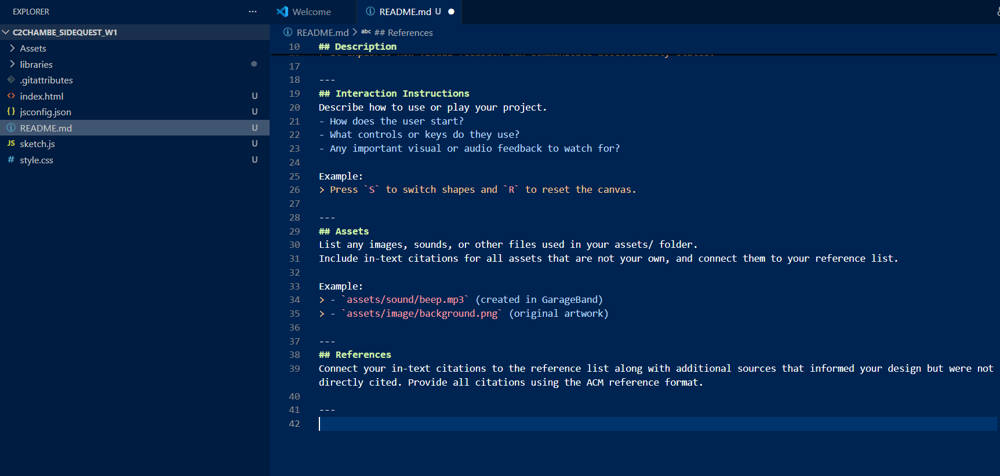 EXPLORER
···
C2CHAMBE_SIDEQUEST_W1
Assets
libraries
.gitattributes
index.html U
{} jsconfig.json U
README.md U
JS sketch.js U
# style.css U
Welcome
README.md U
README.md > abc ## References
10 ## Description
17
18 ---
19 ## Interaction Instructions
20 Describe how to use or play your project.
21 - How does the user start?
22 - What controls or keys do they use?
23 - Any important visual or audio feedback to watch for?
24
25 Example:
26 > Press `S` to switch shapes and `R` to reset the canvas.
27
28 ---
29 ## Assets
30 List any images, sounds, or other files used in your assets/ folder.
31 Include in-text citations for all assets that are not your own, and connect them to your reference list.
32
33 Example:
34 > - `assets/sound/beep.mp3` (created in GarageBand)
35 > - `assets/image/background.png` (original artwork)
36
37 ---
38 ## References
39 Connect your in-text citations to the reference list along with additional sources that informed your design but were not
directly cited. Provide all citations using the ACM reference format.
40
41 ---
42